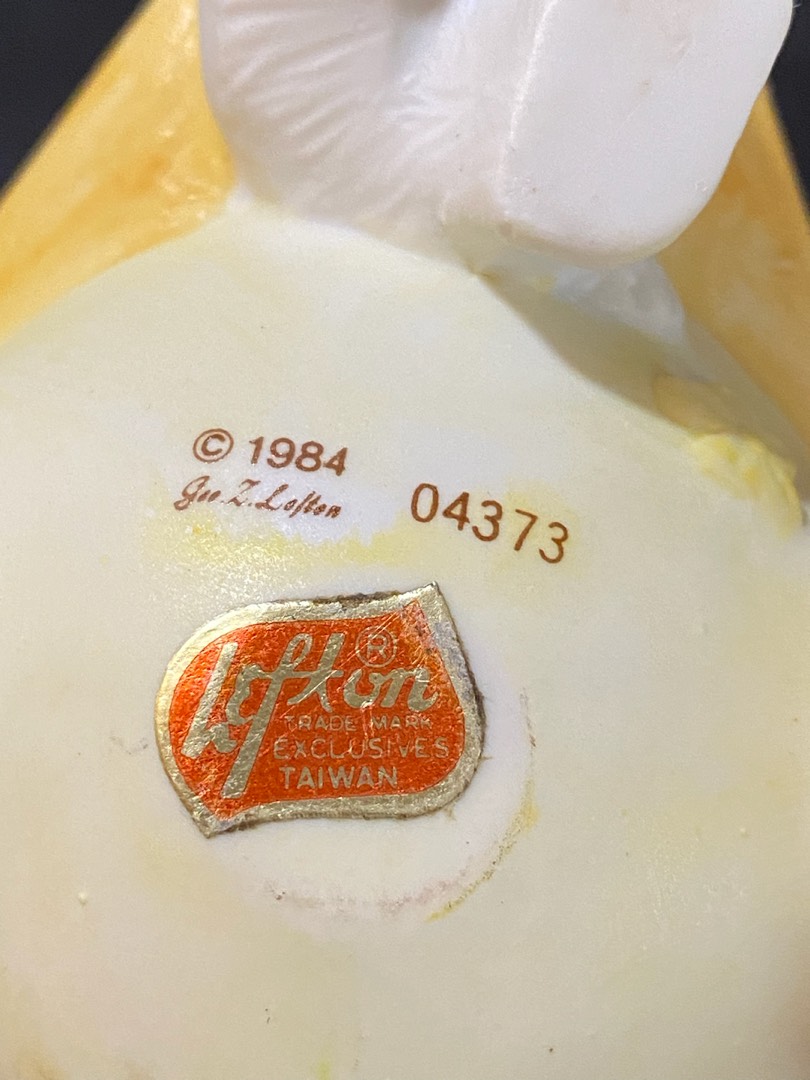 © 1984
Geo. Z. Lefton
04373
Lefton ®
TRADE MARK
EXCLUSIVES
TAIWAN